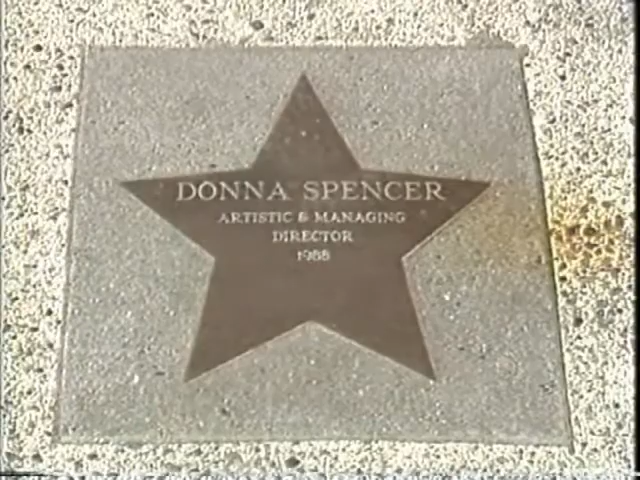 DONNA SPENCER
ARTISTIC & MANAGING
DIRECTOR
1988